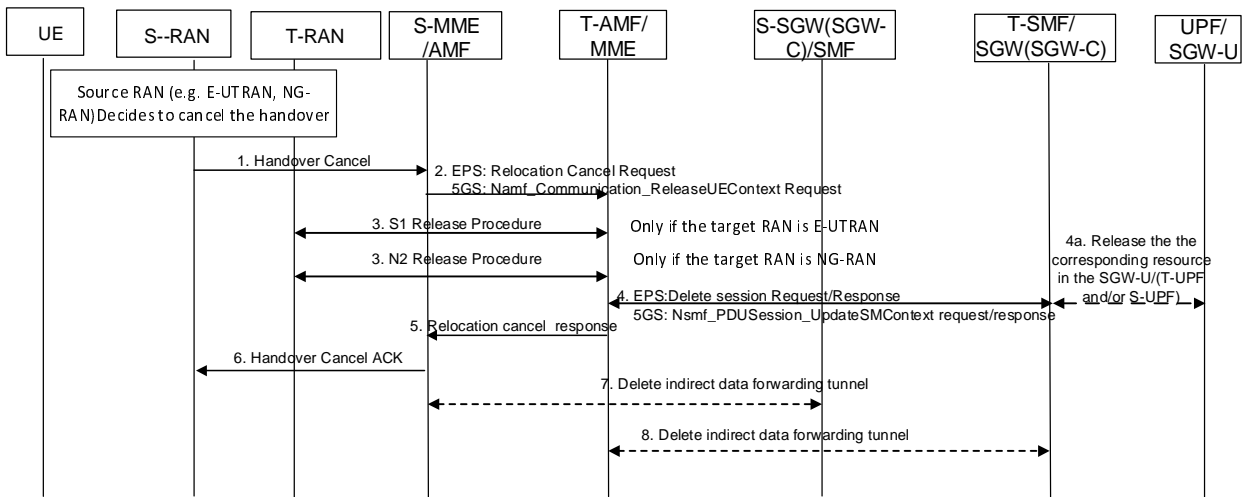 UE
S--RAN
T-RAN
S-MME
/AMF
T-AMF/
MME
S-SGW(SGW-
C)/SMF
T-SMF/
SGW(SGW-C)
UPF/
SGW-U
Source RAN (e.g. E-UTRAN, NG-
RAN)Decides to cancel the handover
1. Handover Cancel
2. EPS: Relocation Cancel Request
5GS: Namf_Communication_ReleaseUEContext Request
3. S1 Release Procedure
Only if the target RAN is E-UTRAN
3. N2 Release Procedure
Only if the target RAN is NG-RAN
4a. Release the the
corresponding resource
in the SGW-U/(T-UPF
and/or S-UPF)
4. EPS:Delete session Request/Response
5GS: Nsmf_PDUSession_UpdateSMContext request/response
5. Relocation cancel response
6. Handover Cancel ACK
7. Delete indirect data forwarding tunnel
8. Delete indirect data forwarding tunnel